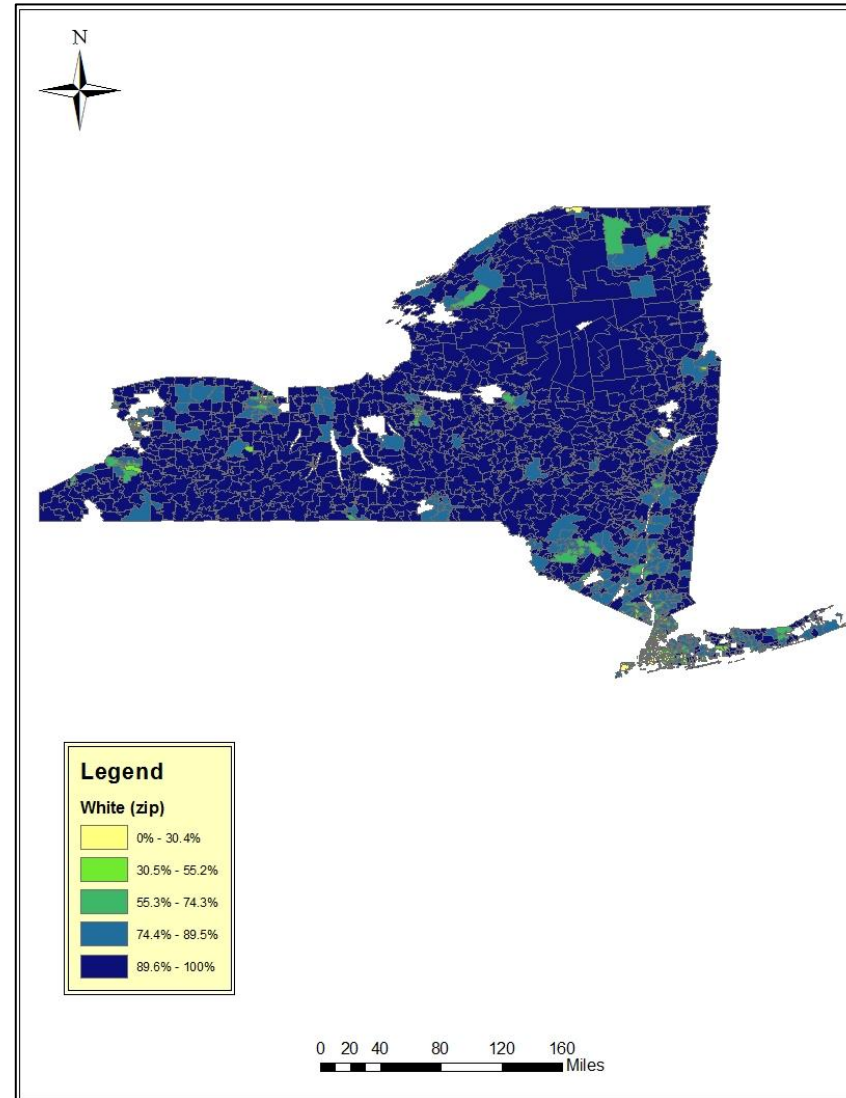 N
Legend
White (zip)
0% - 30.4%
30.5% - 55.2%
55.3% - 74.3%
74.4% - 89.5%
89.6% - 100%
0 20 40 80 120 160
Miles